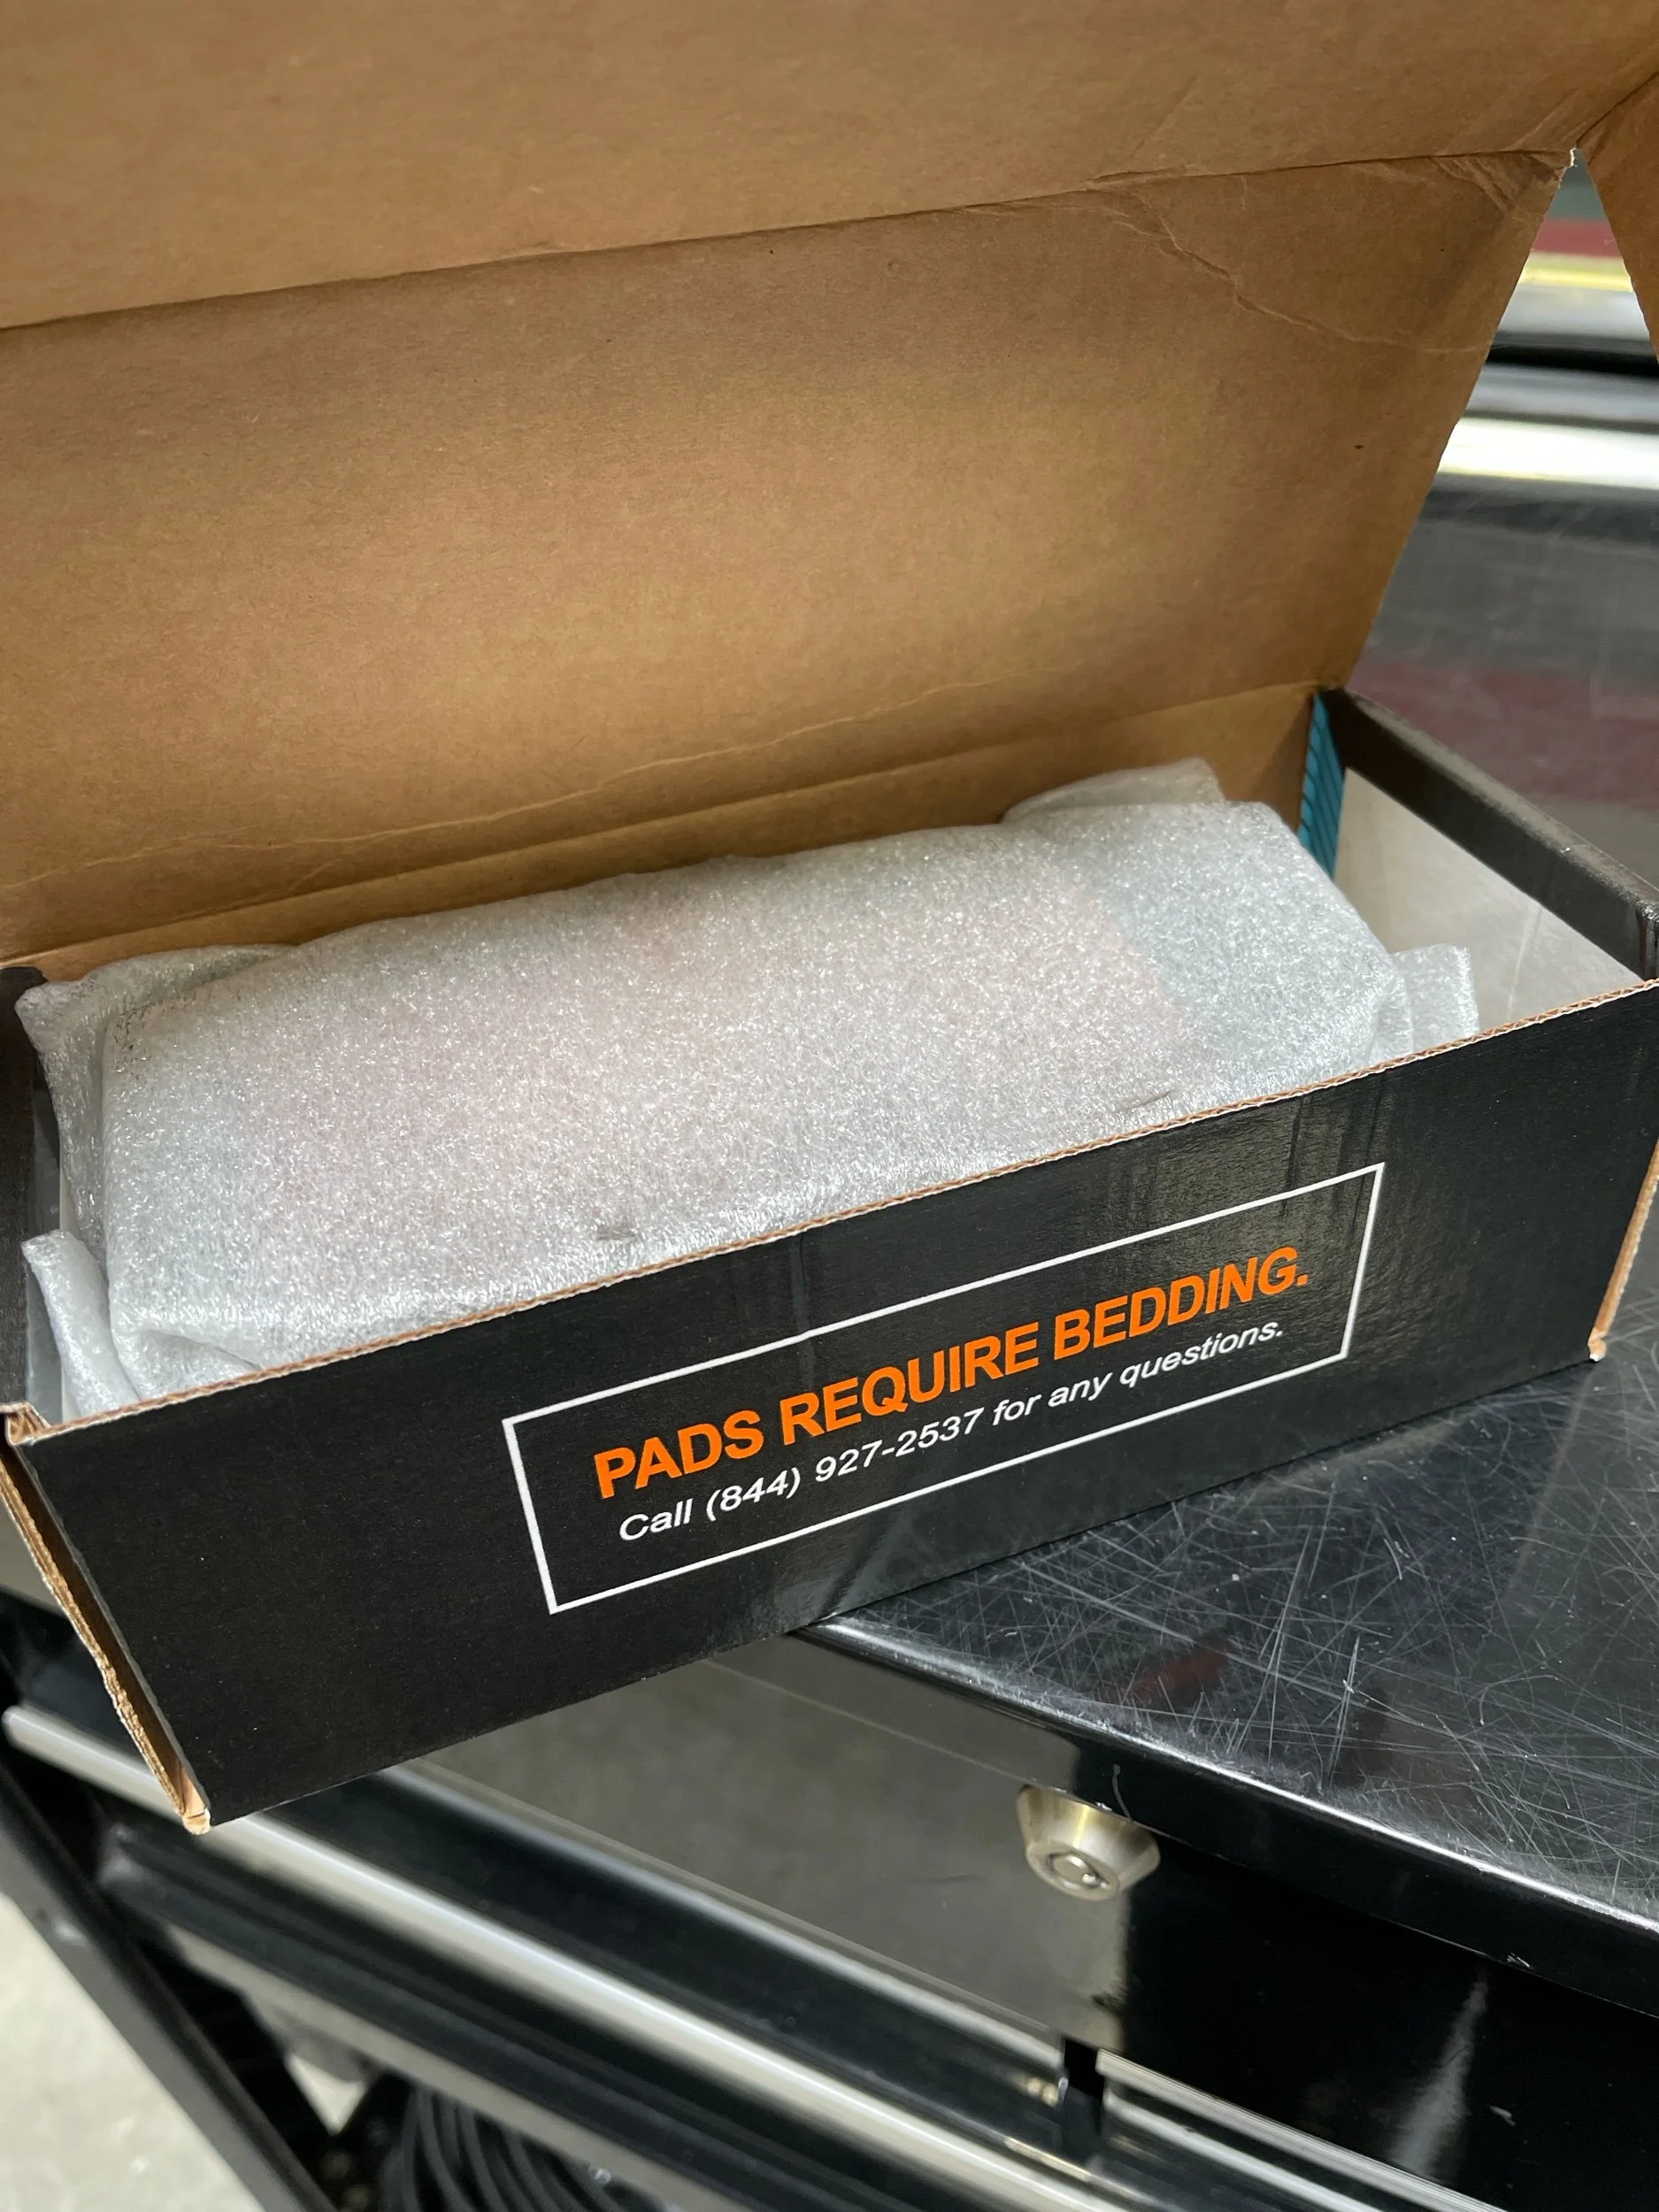 PADS REQUIRE BEDDING.
Call (844) 927-2537 for any questions.